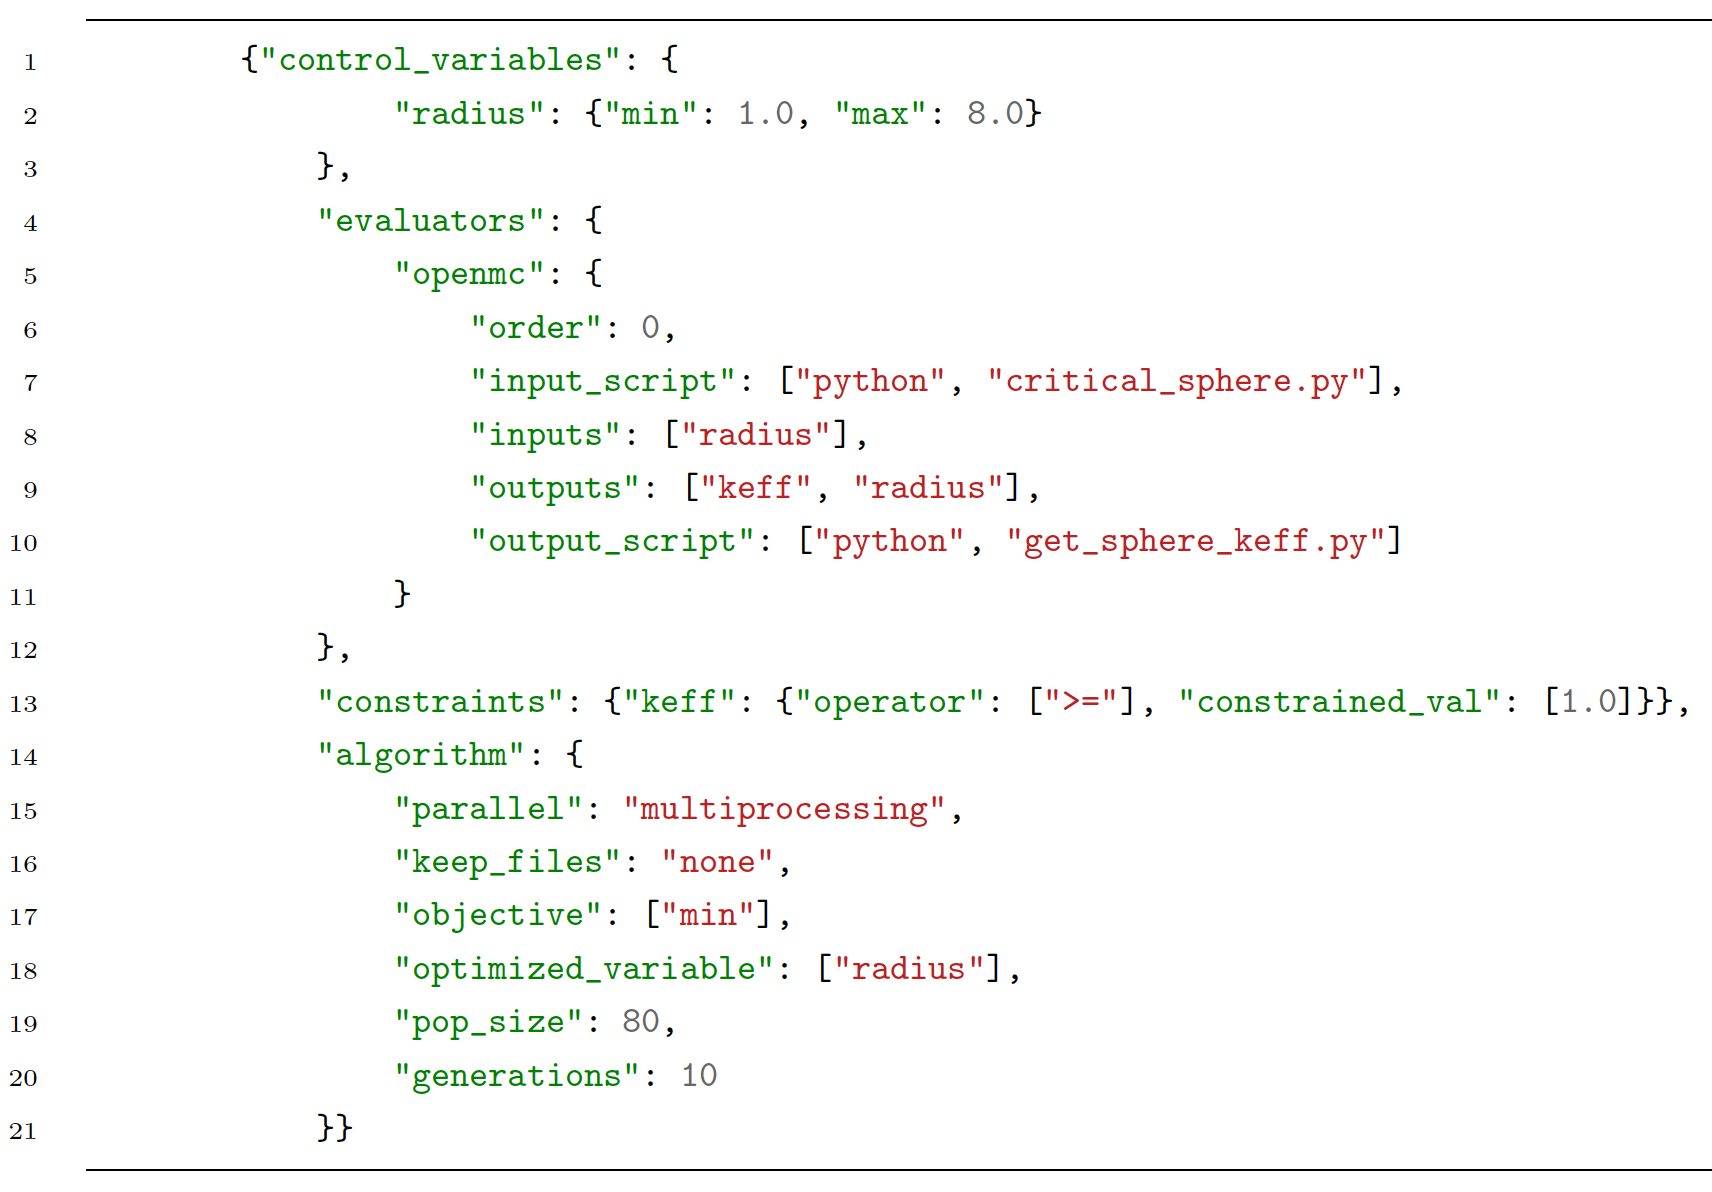 1 {"control_variables": {
2 "radius": {"min": 1.0, "max": 8.0}
3 },
4 "evaluators": {
5 "openmc": {
6 "order": 0,
7 "input_script": ["python", "critical_sphere.py"],
8 "inputs": ["radius"],
9 "outputs": ["keff", "radius"],
10 "output_script": ["python", "get_sphere_keff.py"]
11 }
12 },
13 "constraints": {"keff": {"operator": [">="], "constrained_val": [1.0]}},
14 "algorithm": {
15 "parallel": "multiprocessing",
16 "keep_files": "none",
17 "objective": ["min"],
18 "optimized_variable": ["radius"],
19 "pop_size": 80,
20 "generations": 10
21 }}